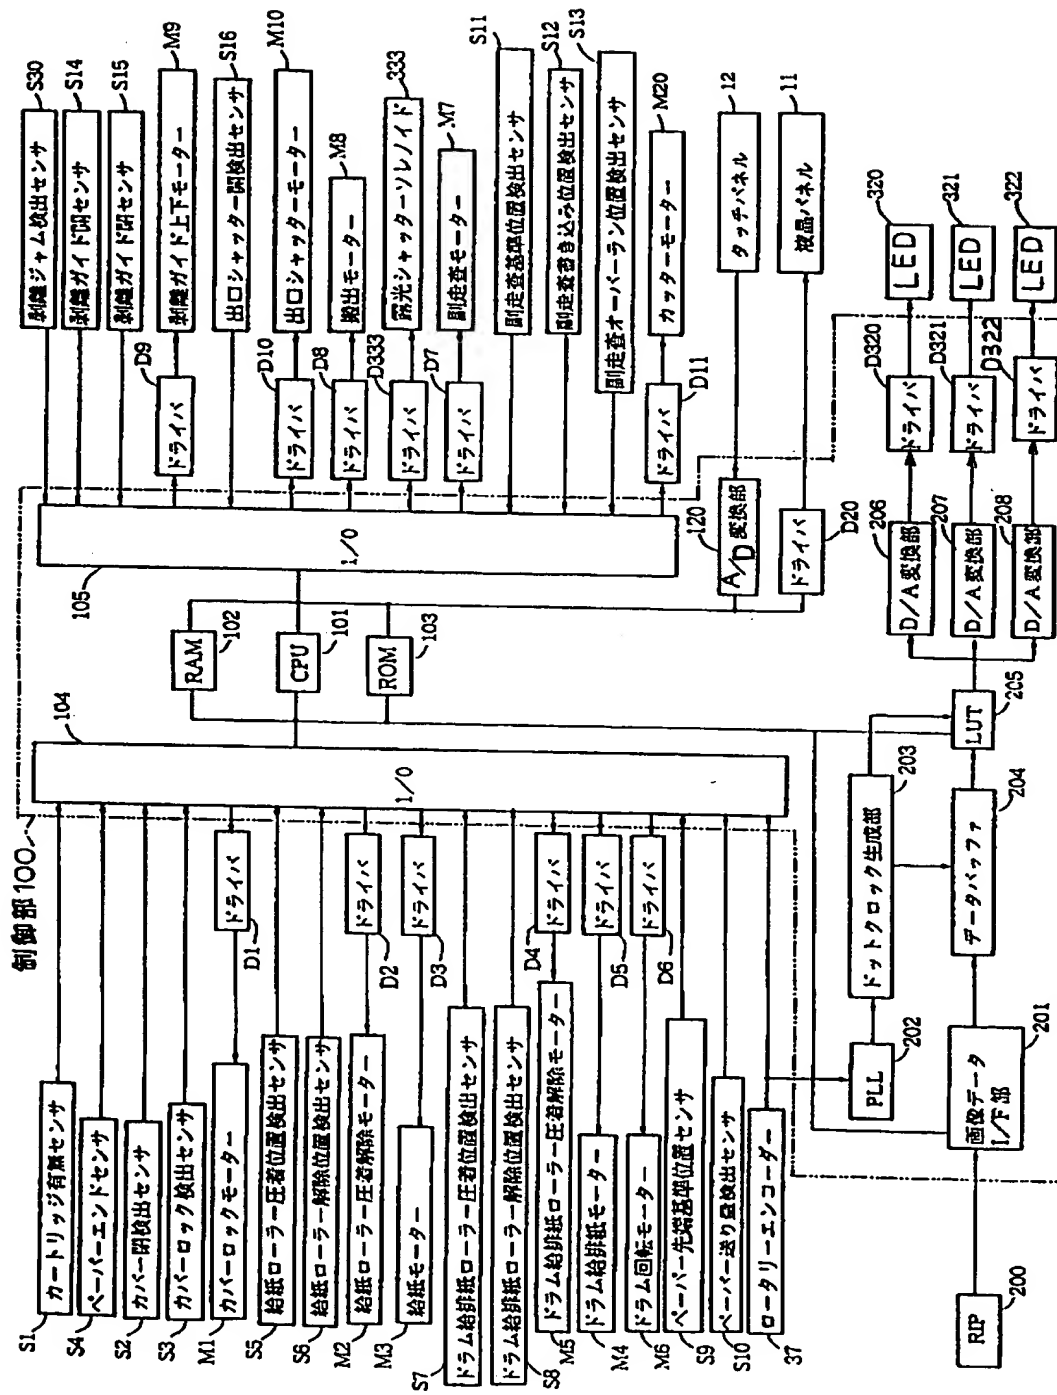 制御部100
S1 カートリッジ有無センサ
S4 ペーパーエンドセンサ
S2 カバー閉検出センサ
S3 カバーロック検出センサ
M1 カバーロックモーター
ドライバ D1
S5 給紙ローラー圧着位置検出センサ
S6 給紙ローラー解除位置検出センサ
M2 給紙ローラー圧着解除モーター
ドライバ D2
M3 給紙モーター
ドライバ D3
S7 ドラム給排紙ローラー圧着位置検出センサ
S8 ドラム給排紙ローラー解除位置検出センサ
M5 ドラム給排紙ローラー圧着解除モーター
D4 ドライバ
M4 ドラム給排紙モーター
D5 ドライバ
M6 ドラム回転モーター
D6 ドライバ
S9 ペーパー先端基準位置センサ
S10 ペーパー送り量検出センサ
37 ロータリーエンコーダー
104
I/O
RAM 102
CPU 101
ROM 103
105
I/O
剥離ジャム検出センサ S30
剥離ガイド閉センサ S14
剥離ガイド開センサ S15
ドライバ D9
剥離ガイド上下モーター M9
出口シャッター開検出センサ S16
ドライバ D10
出口シャッターモーター M10
ドライバ D8
搬出モーター M8
ドライバ D333
露光シャッターソレノイド 333
ドライバ D7
副走査モーター M7
副走査基準位置検出センサ S11
副走査書き込み位置検出センサ S12
副走査オーバーラン位置検出センサ S13
ドライバ D11
カッターモーター M20
120
A/D変換部
タッチパネル 12
ドライバ D20
液晶パネル 11
RIP 200
画像データ
I/F部
201
PLL 202
ドットクロック生成部 203
データバッファ 204
LUT 205
D/A変換部 206
D/A変換部 207
D/A変換部 208
ドライバ D320
ドライバ D321
ドライバ D322
LED 320
LED 321
LED 322